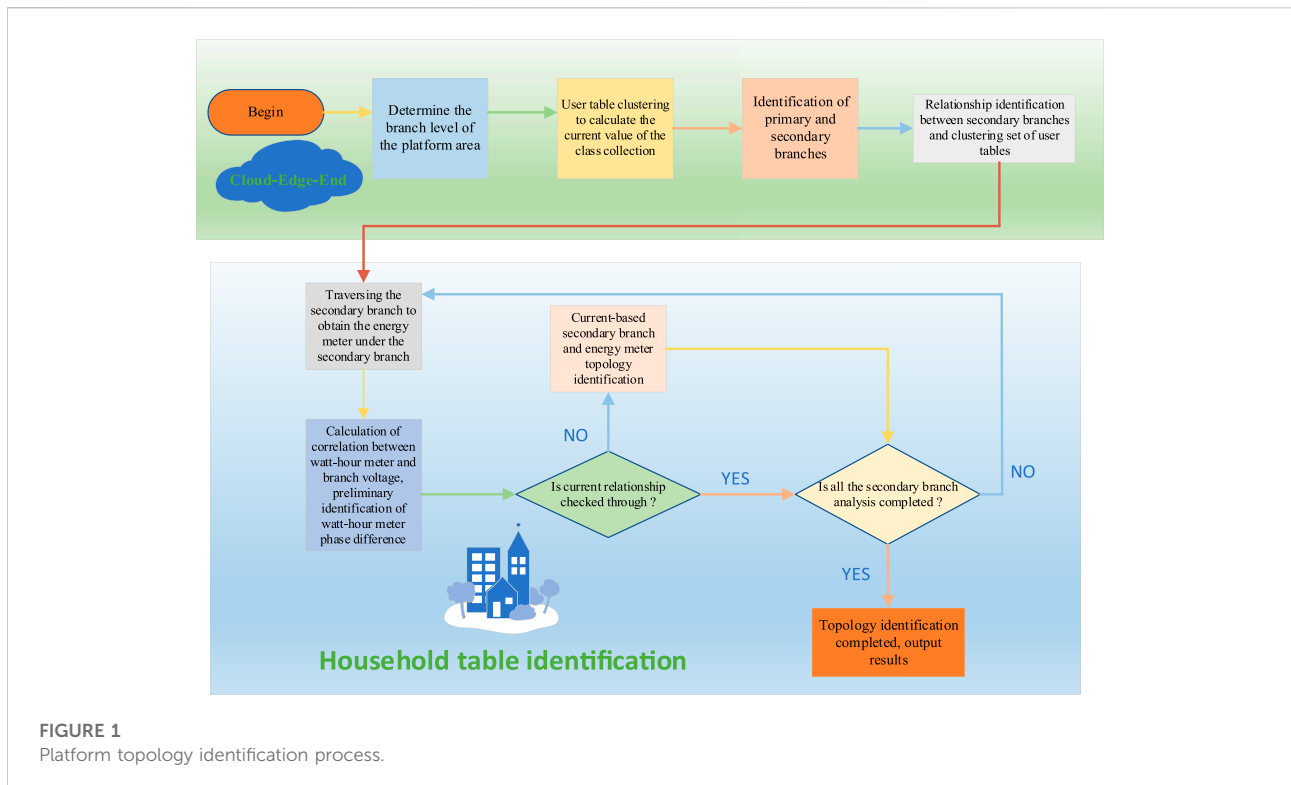 Begin
Cloud-Edge-End
Determine the
branch level of
the platform area
User table clustering
to calculate the
current value of the
class collection
Identification of
primary and
secondary
branches
Relationship identification
between secondary branches
and clustering set of user
tables
Traversing the
secondary branch to
obtain the energy
meter under the
secondary branch
Calculation of
correlation between
watt-hour meter and
branch voltage,
preliminary
identification of
watt-hour meter
phase difference
Current-based
secondary branch
and energy meter
topology
identification
NO
Is current relationship
checked through ?
YES
Is all the secondary branch
analysis completed ?
NO
YES
Topology identification
completed, output
results
Household table identification
FIGURE 1
Platform topology identification process.